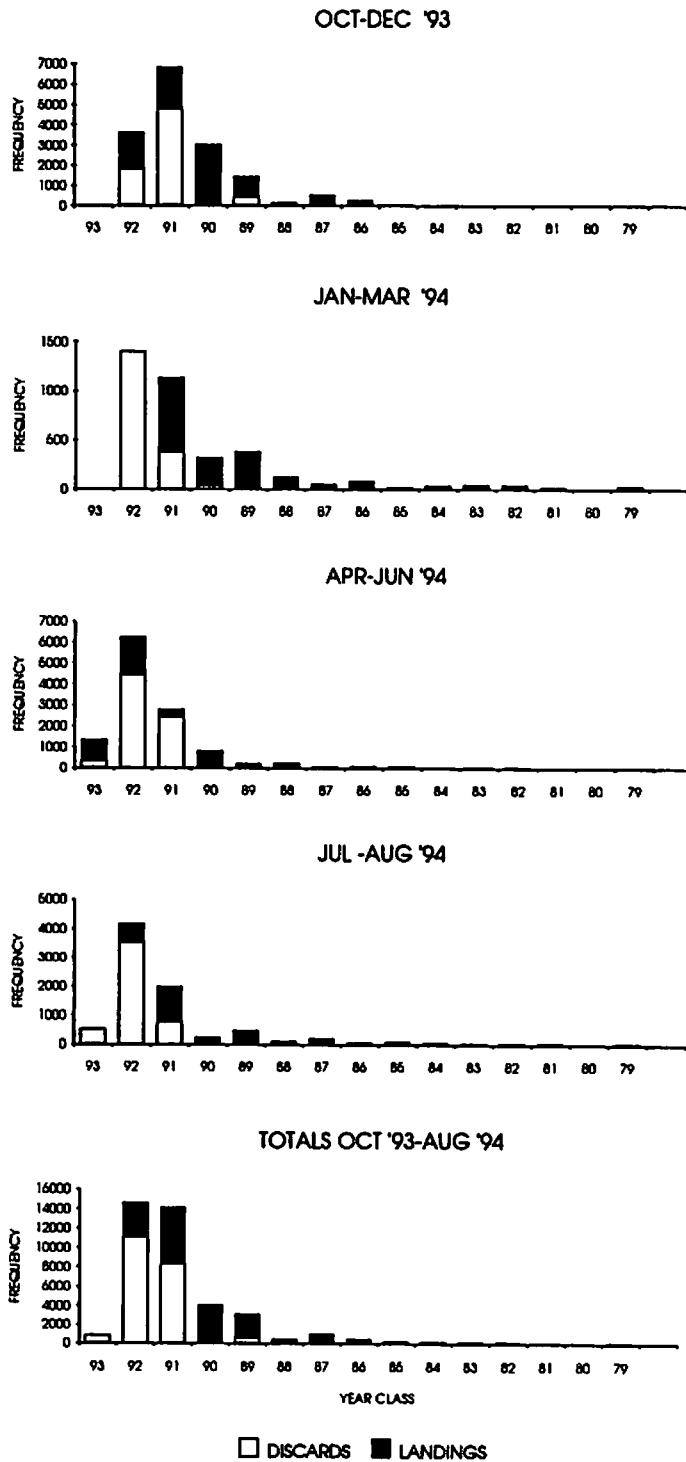 OCT-DEC '93
FREQUENCY
7000
6000
5000
4000
3000
2000
1000
0
93 92 91 90 89 88 87 86 85 84 83 82 81 80 79
JAN-MAR '94
FREQUENCY
1500
1000
500
0
93 92 91 90 89 88 87 86 85 84 83 82 81 80 79
APR-JUN '94
FREQUENCY
7000
6000
5000
4000
3000
2000
1000
0
93 92 91 90 89 88 87 86 85 84 83 82 81 80 79
JUL -AUG '94
FREQUENCY
5000
4000
3000
2000
1000
0
93 92 91 90 89 88 87 86 85 84 83 82 81 80 79
TOTALS OCT '93-AUG '94
FREQUENCY
16000
14000
12000
10000
8000
6000
4000
2000
0
93 92 91 90 89 88 87 86 85 84 83 82 81 80 79
YEAR CLASS
DISCARDS LANDINGS